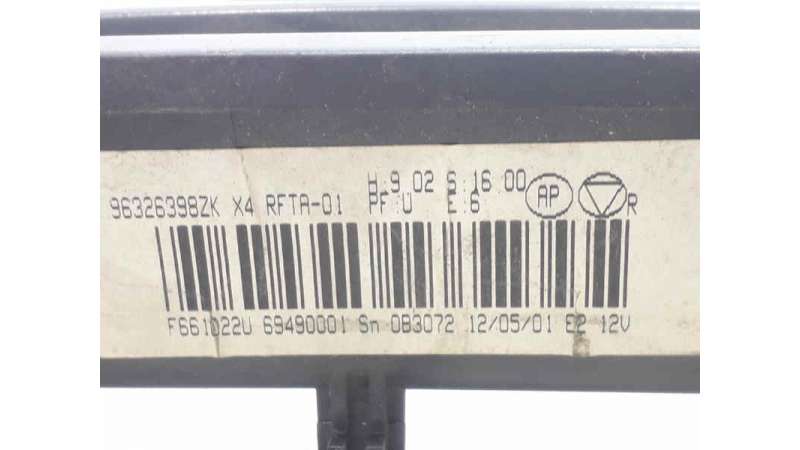 H:9.02 6:16:00
96326398ZK X4 RFTA-01 PF:U E:6 AP R
F661022U 69490001 Sn 0B3072 12/05/01 E2 12V